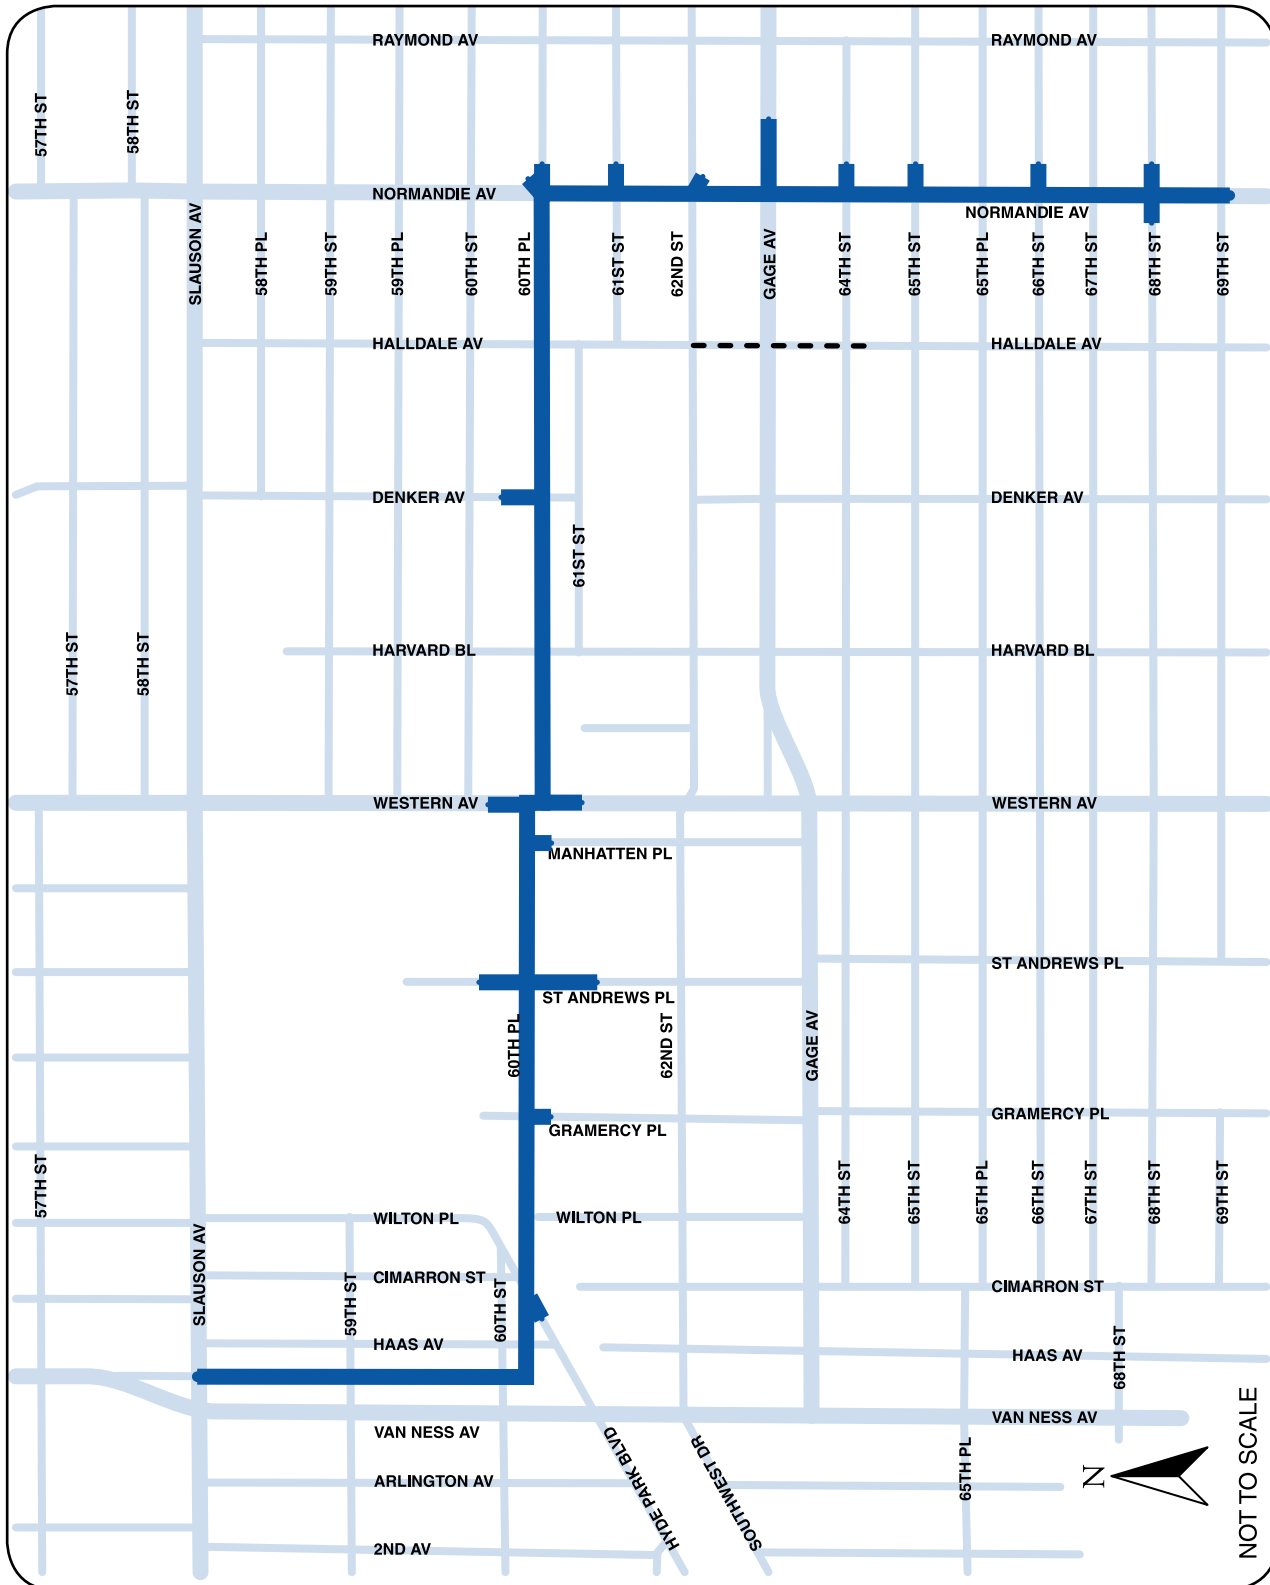 RAYMOND AV
RAYMOND AV
57TH ST
58TH ST
NORMANDIE AV
NORMANDIE AV
SLAUSON AV
58TH PL
59TH ST
59TH PL
60TH ST
60TH PL
61ST ST
62ND ST
GAGE AV
64TH ST
65TH ST
65TH PL
66TH ST
67TH ST
68TH ST
69TH ST
HALLDALE AV
HALLDALE AV
DENKER AV
DENKER AV
61ST ST
57TH ST
58TH ST
HARVARD BL
HARVARD BL
WESTERN AV
WESTERN AV
MANHATTEN PL
ST ANDREWS PL
ST ANDREWS PL
60TH PL
62ND ST
GAGE AV
GRAMERCY PL
GRAMERCY PL
57TH ST
64TH ST
65TH ST
65TH PL
66TH ST
67TH ST
68TH ST
69TH ST
WILTON PL
WILTON PL
SLAUSON AV
CIMARRON ST
CIMARRON ST
59TH ST
60TH ST
HAAS AV
HAAS AV
68TH ST
VAN NESS AV
VAN NESS AV
HYDE PARK BLVD
SOUTHWEST DR
65TH PL
ARLINGTON AV
2ND AV
N
NOT TO SCALE